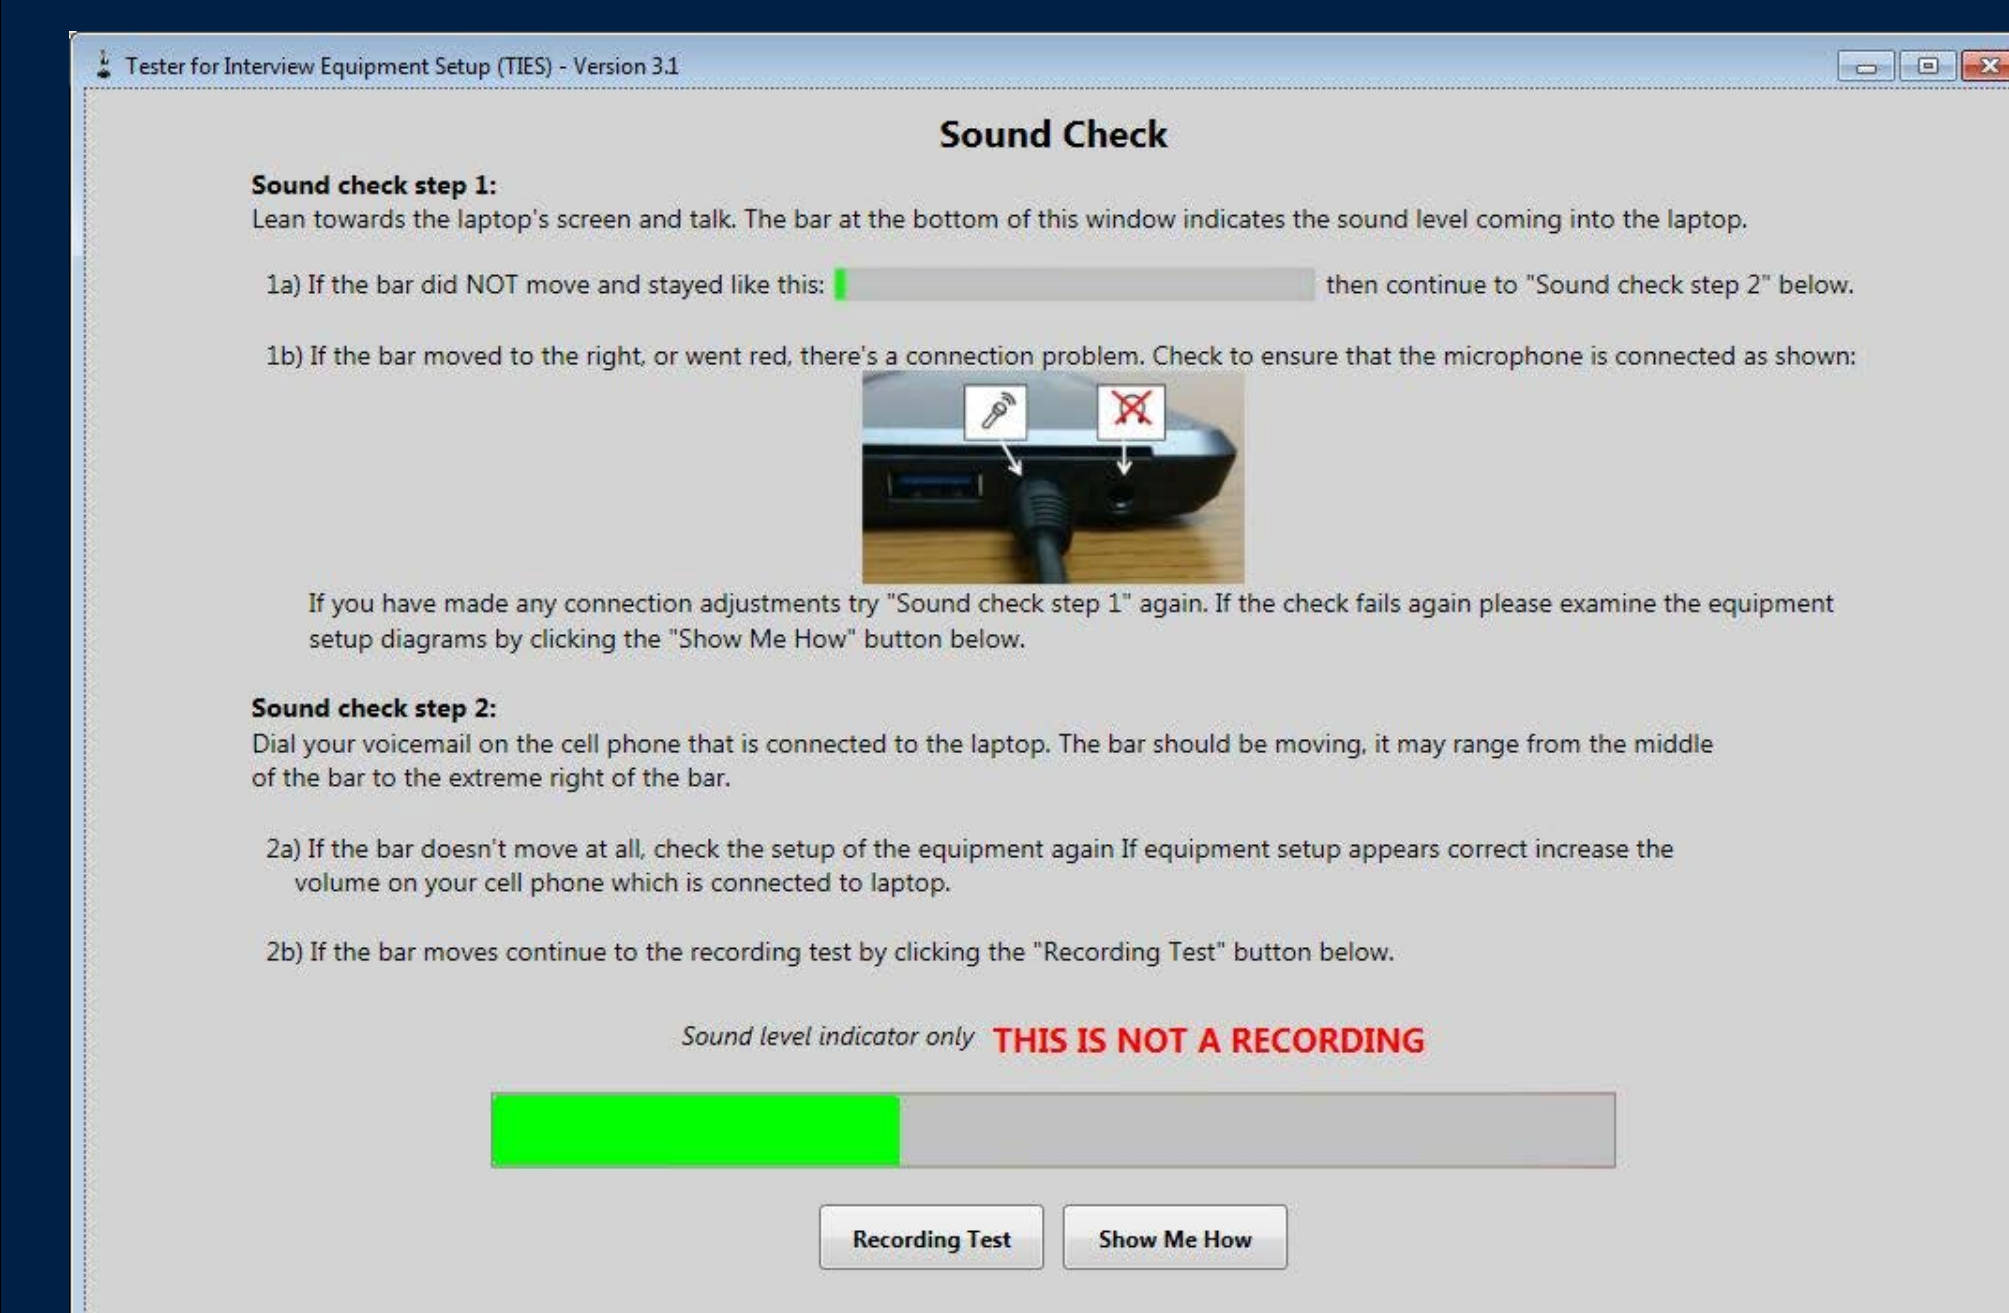 Tester for Interview Equipment Setup (TIES) - Version 3.1
Sound Check
Sound check step 1:
Lean towards the laptop's screen and talk. The bar at the bottom of this window indicates the sound level coming into the laptop.
1a) If the bar did NOT move and stayed like this: then continue to "Sound check step 2" below.
1b) If the bar moved to the right, or went red, there's a connection problem. Check to ensure that the microphone is connected as shown:
If you have made any connection adjustments try "Sound check step 1" again. If the check fails again please examine the equipment
setup diagrams by clicking the "Show Me How" button below.
Sound check step 2:
Dial your voicemail on the cell phone that is connected to the laptop. The bar should be moving, it may range from the middle
of the bar to the extreme right of the bar.
2a) If the bar doesn't move at all, check the setup of the equipment again If equipment setup appears correct increase the
volume on your cell phone which is connected to laptop.
2b) If the bar moves continue to the recording test by clicking the "Recording Test" button below.
Sound level indicator only THIS IS NOT A RECORDING
Recording Test Show Me How